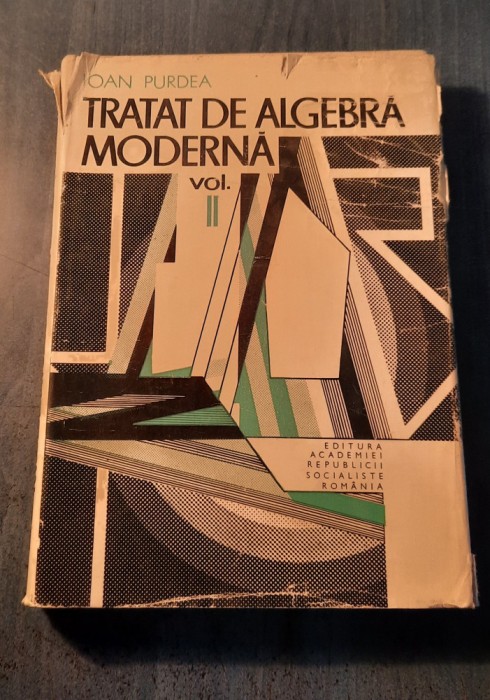 IOAN PURDEA
TRATAT DE ALGEBRĂ
MODERNĂ
vol.
II
EDITURA
ACADEMIEI
REPUBLICII
SOCIALISTE
ROMÂNIA